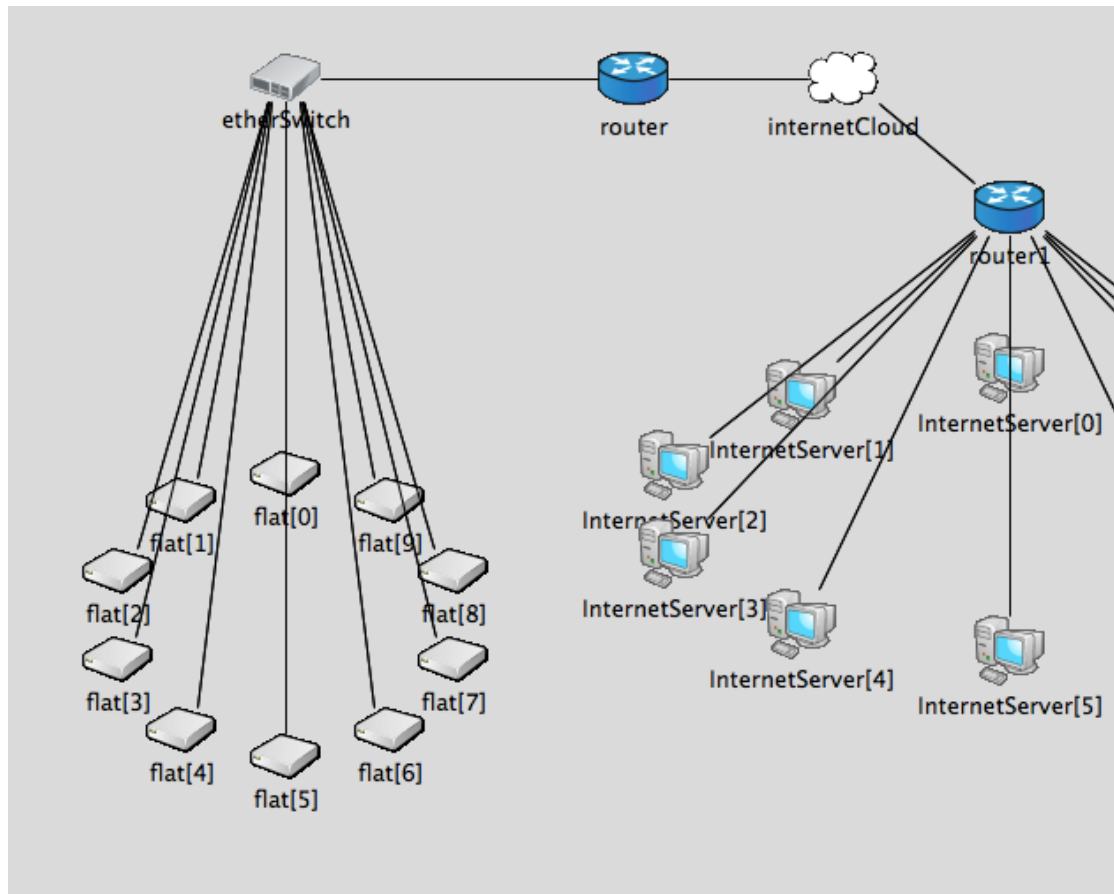 etherSwitch
router
internetCloud
router1
InternetServer[0]
InternetServer[1]
InternetServer[2]
InternetServer[3]
InternetServer[4]
InternetServer[5]
flat[0]
flat[1]
flat[9]
flat[2]
flat[8]
flat[3]
flat[7]
flat[4]
flat[6]
flat[5]